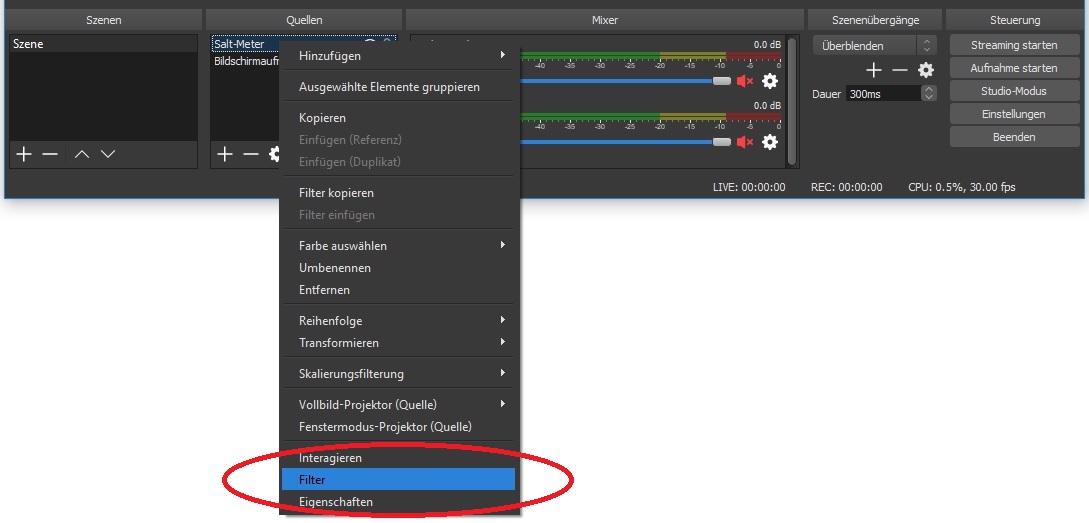 Szenen
Quellen
Mixer
Szenenübergänge
Steuerung
Szene
Salt-Meter
Bildschirmaufn
Hinzufügen
Ausgewählte Elemente gruppieren
Kopieren
Einfügen (Referenz)
Einfügen (Duplikat)
Filter kopieren
Filter einfügen
Farbe auswählen
Umbenennen
Entfernen
Reihenfolge
Transformieren
Skalierungsfilterung
Vollbild-Projektor (Quelle)
Fenstermodus-Projektor (Quelle)
Interagieren
Filter
Eigenschaften
0.0 dB
-40 -35 -30 -25 -20 -15 -10 -5 0
0.0 dB
-40 -35 -30 -25 -20 -15 -10 -5 0
Überblenden
Dauer 300ms
Streaming starten
Aufnahme starten
Studio-Modus
Einstellungen
Beenden
LIVE: 00:00:00 REC: 00:00:00 CPU: 0.5%, 30.00 fps